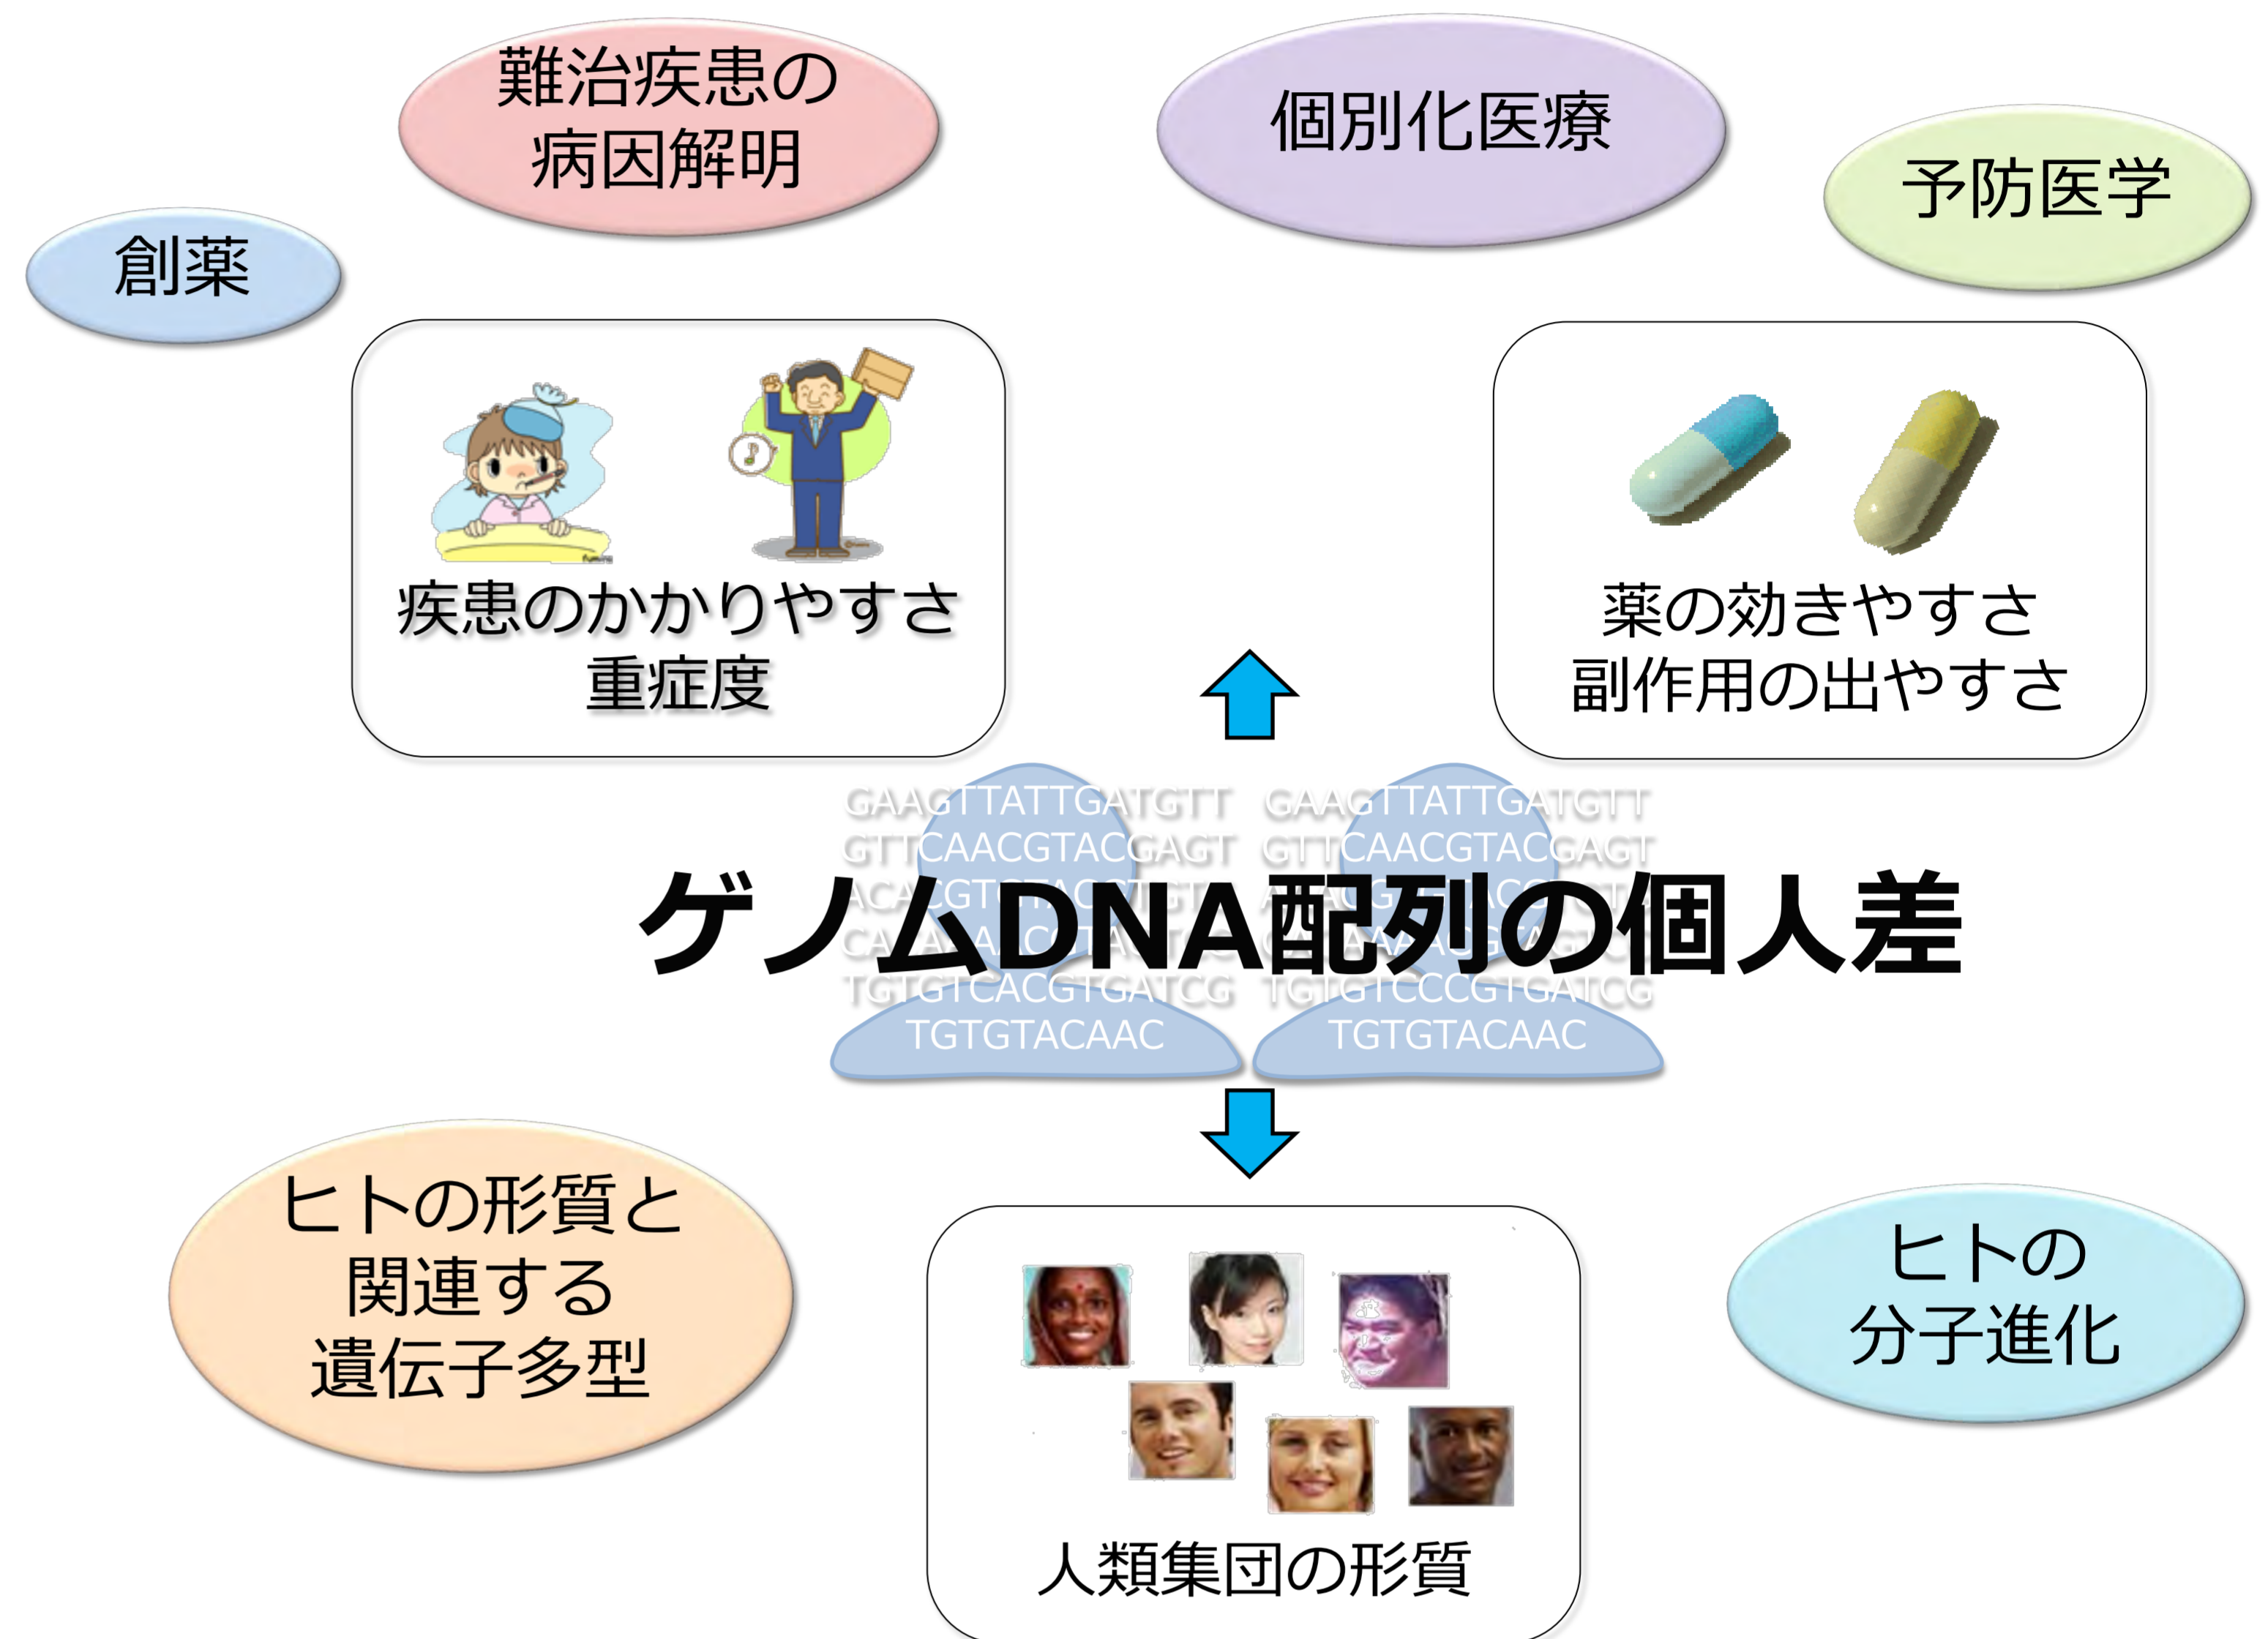 難治疾患の
病因解明
個別化医療
予防医学
創薬
疾患のかかりやすさ
重症度
薬の効きやすさ
副作用の出やすさ
GAAGTTATTGATGTT
GTTCAACGTACGAGT
GAAGTTATTGATGTT
GTTCAACGTACGAGT
ゲノムDNA配列の個人差
TGTGTCACGTGATCG
TGTGTACAAC
TGTGTCCCGTGATCG
TGTGTACAAC
ヒトの形質と
関連する
遺伝子多型
ヒトの
分子進化
人類集団の形質